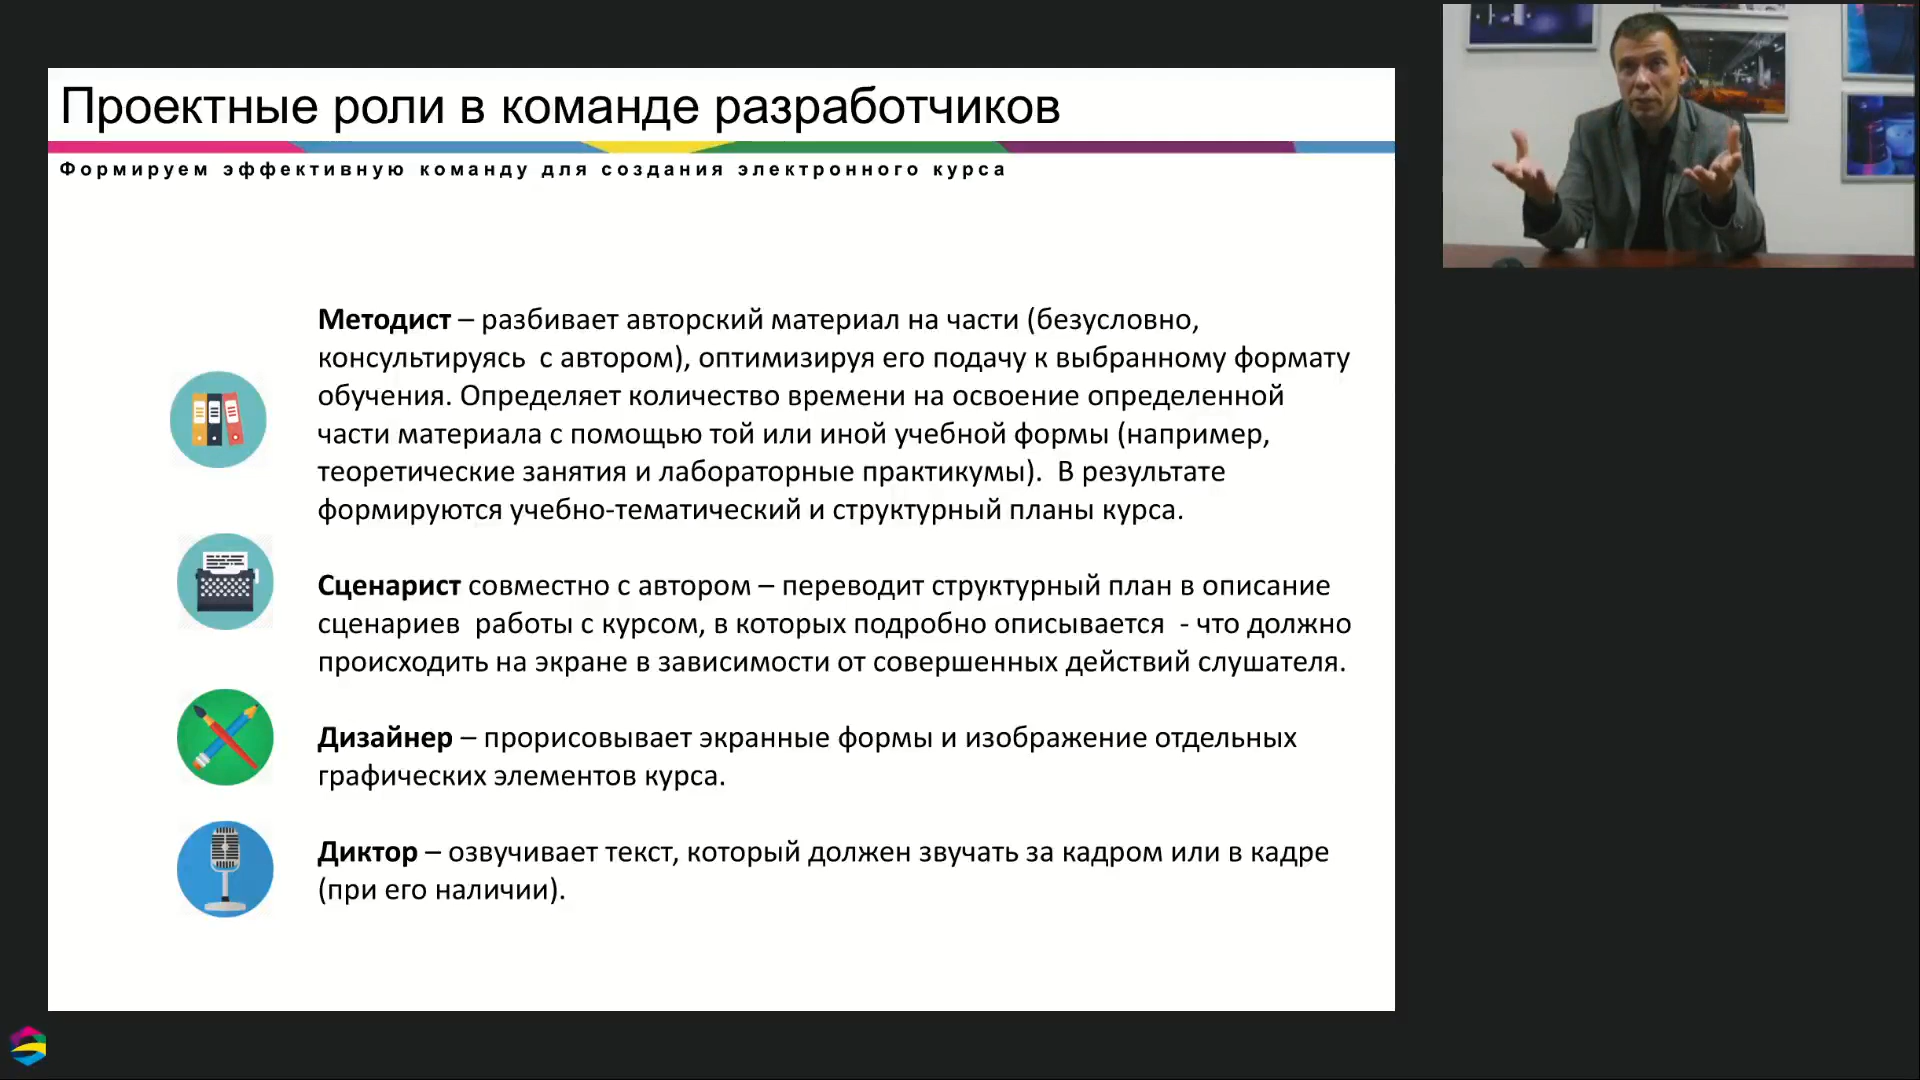 Проектные роли в команде разработчиков
Формируем эффективную команду для создания электронного курса
Методист – разбивает авторский материал на части (безусловно,
консультируясь  с автором), оптимизируя его подачу к выбранному формату
обучения. Определяет количество времени на освоение определенной
части материала с помощью той или иной учебной формы (например,
теоретические занятия и лабораторные практикумы).  В результате
формируются учебно-тематический и структурный планы курса.
Сценарист совместно с автором – переводит структурный план в описание
сценариев  работы с курсом, в которых подробно описывается  - что должно
происходить на экране в зависимости от совершенных действий слушателя.
Дизайнер – прорисовывает экранные формы и изображение отдельных
графических элементов курса.
Диктор – озвучивает текст, который должен звучать за кадром или в кадре
(при его наличии).